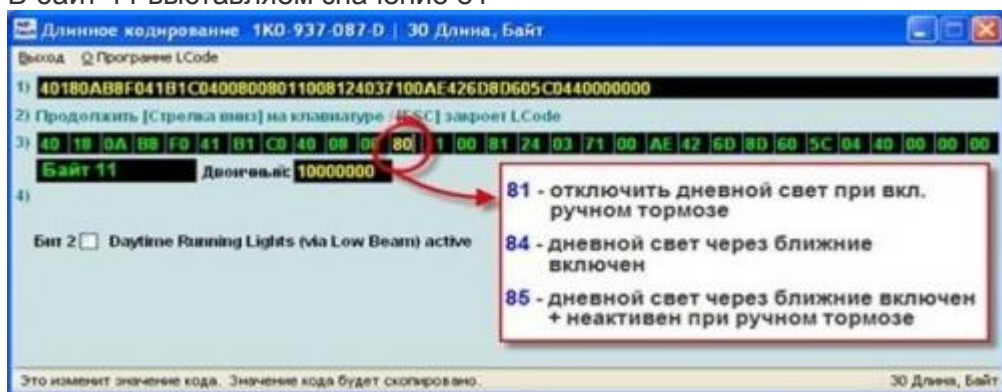 В байт 11 выставляем значение
Длинное кодирование 1K0-937-087-D | 30 Длина, Байт
Выход О Программе LCode
1) 40180AB8F041B1C04008008011008124037100AE426D8D605C0440000000
2) Продолжить [Стрелка вниз] на клавиатуре / [ESC] закроет LCode
3) 40 18 0A B8 F0 41 B1 C0 40 08 00 80 1 00 81 24 03 71 00 AE 42 6D 8D 60 5C 04 40 00 00 00
Байт 11 Двоичный: 10000000
4)
Бит 2 Daytime Running Lights (via Low Beam) active
81 - отключить дневной свет при вкл.
ручном тормозе
84 - дневной свет через ближние
включен
85 - дневной свет через ближние включен
+ неактивен при ручном тормозе
Это изменит значение кода. Значение кода будет скопировано.
30 Длина, Байт